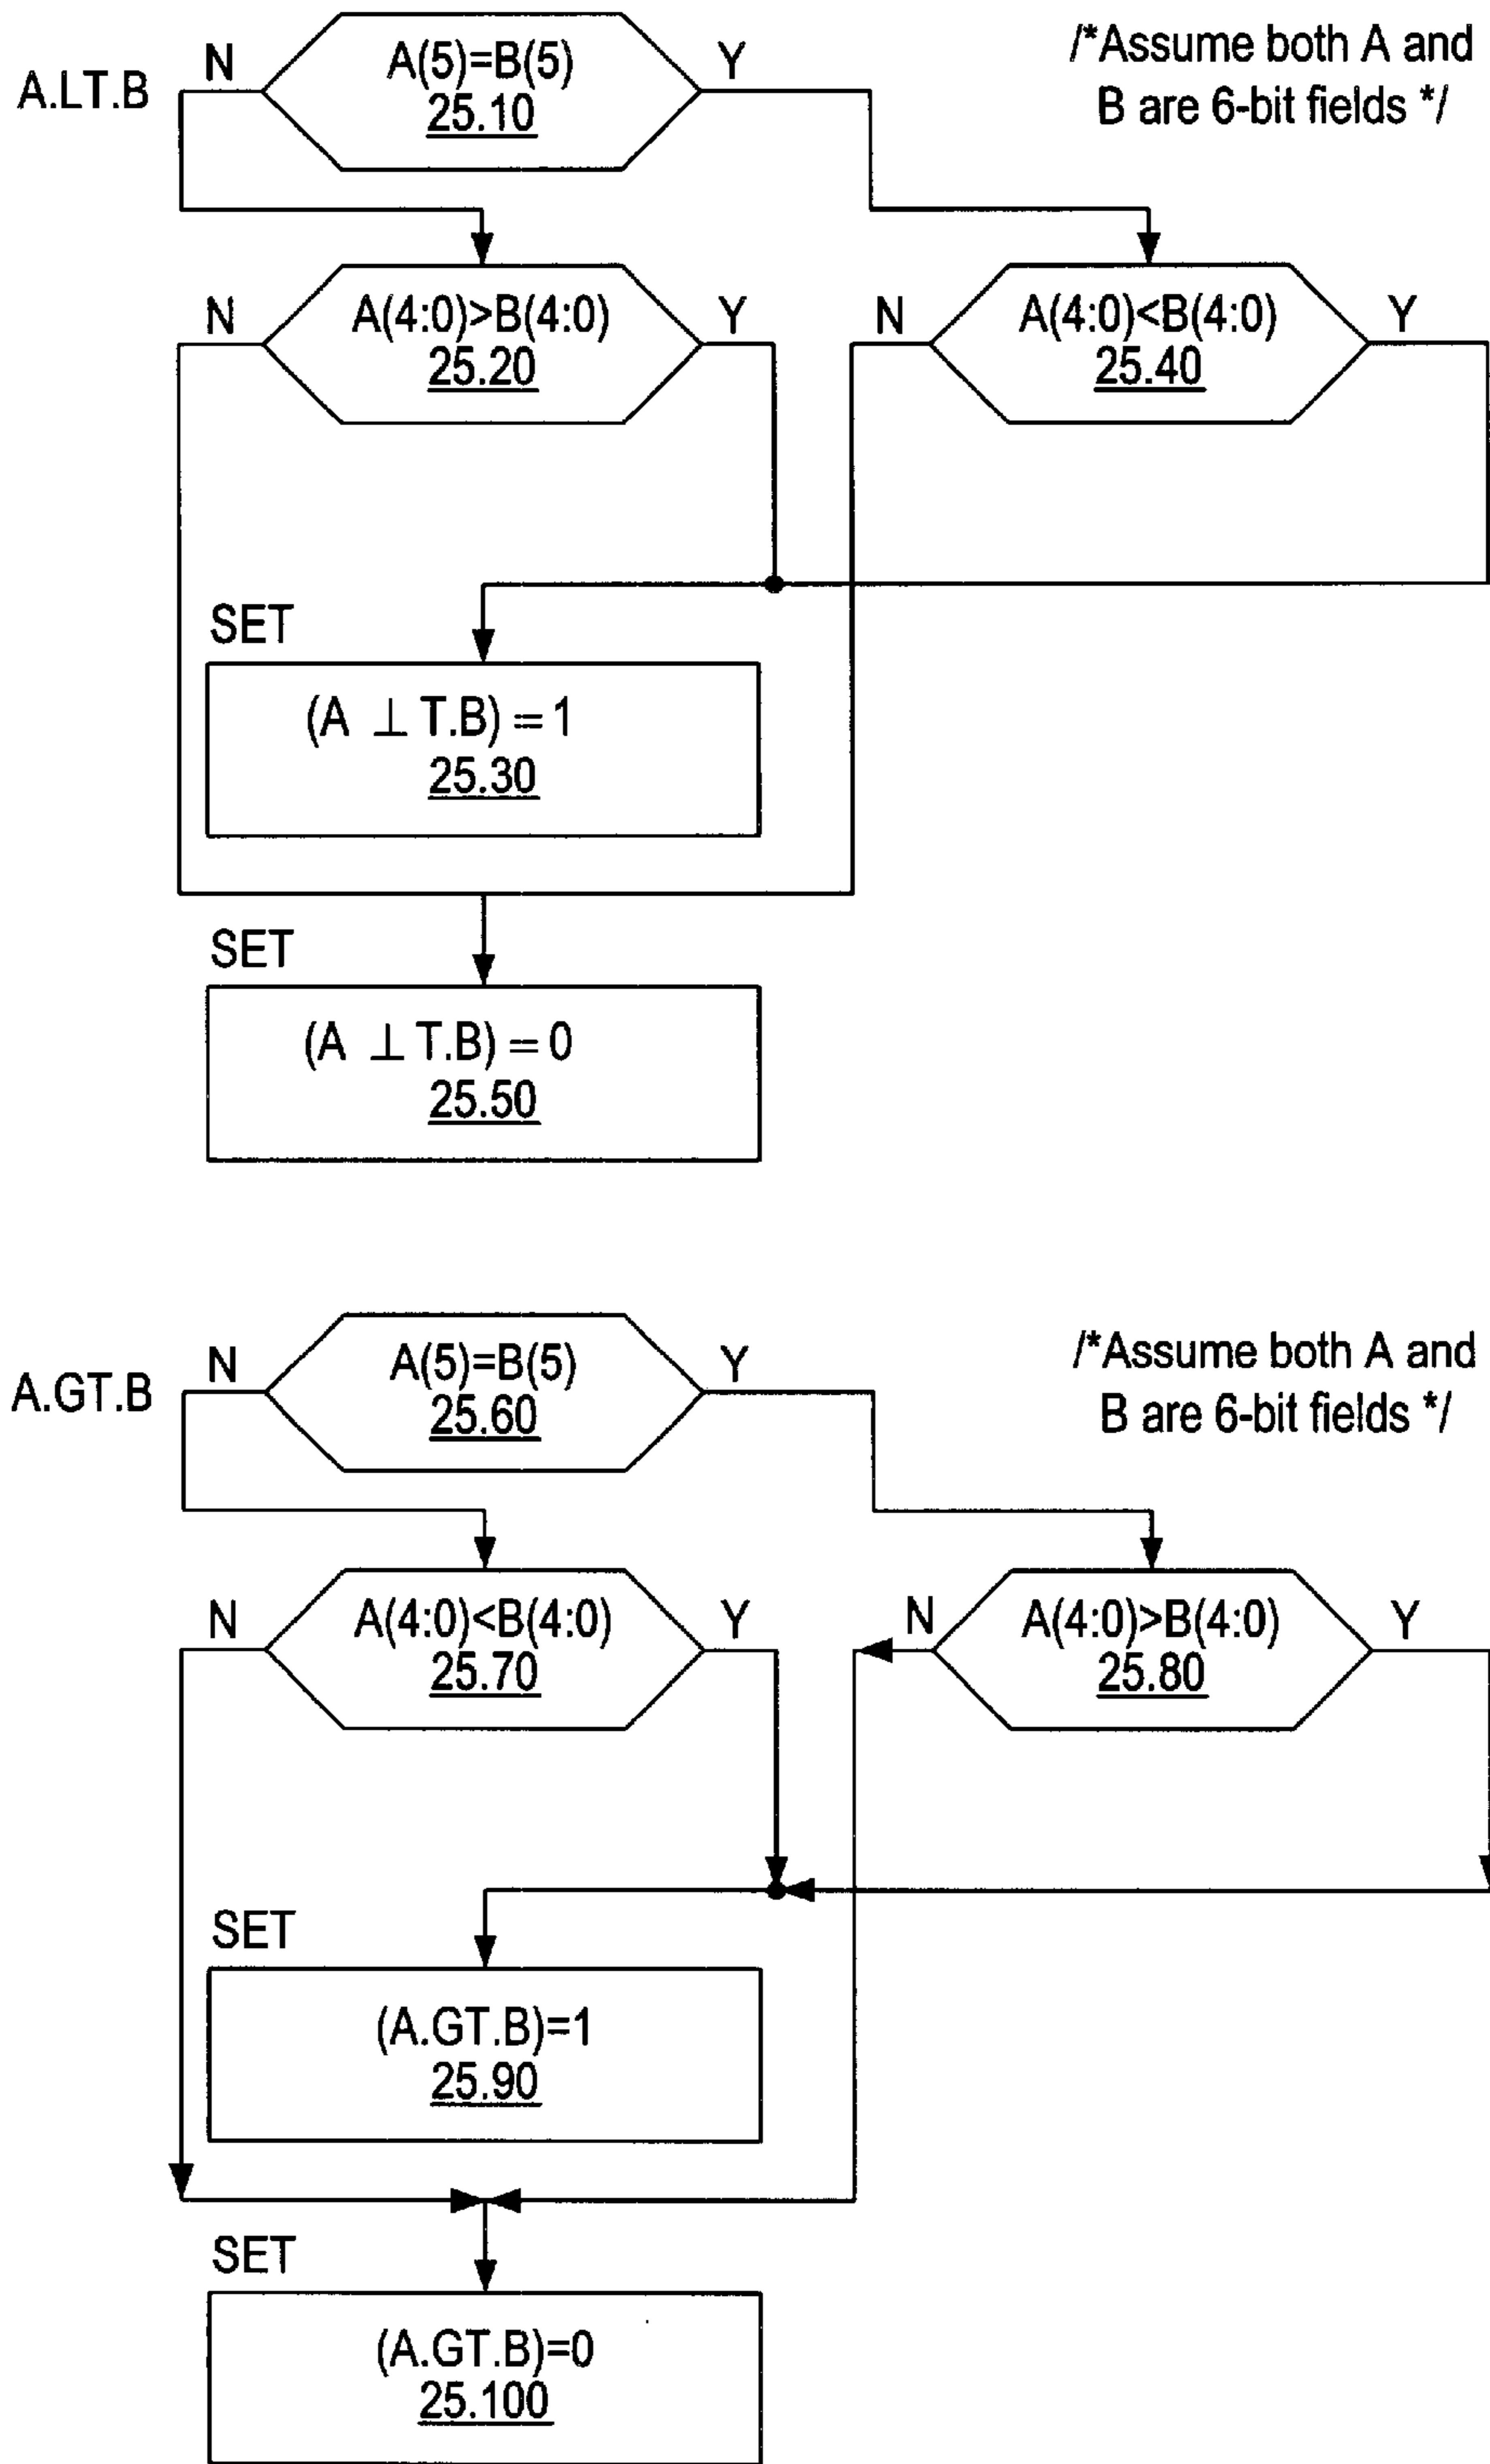 A.LT.B
N
A(5)=B(5)
25.10
Y
/*Assume both A and
B are 6-bit fields */
N
A(4:0)>B(4:0)
25.20
Y
N
A(4:0)<B(4:0)
25.40
Y
SET
(A ⊥ T.B) = 1
25.30
SET
(A ⊥ T.B) = 0
25.50
A.GT.B
N
A(5)=B(5)
25.60
Y
/*Assume both A and
B are 6-bit fields */
N
A(4:0)<B(4:0)
25.70
Y
N
A(4:0)>B(4:0)
25.80
Y
SET
(A.GT.B)=1
25.90
SET
(A.GT.B)=0
25.100